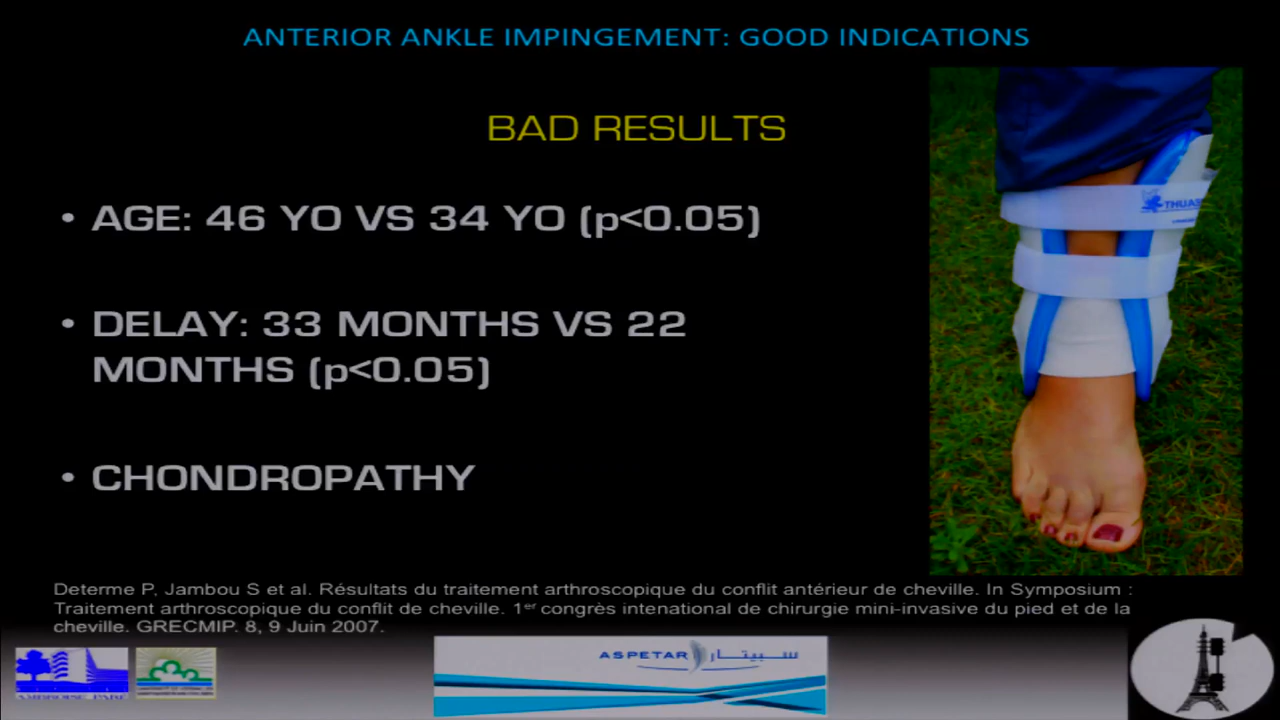 ANTERIOR ANKLE IMPINGEMENT: GOOD INDICATIONS
BAD RESULTS
• AGE: 46 YO VS 34 YO (p<0.05)
• DELAY: 33 MONTHS VS 22
MONTHS (p<0.05)
• CHONDROPATHY
THUAS
Determe P, Jambou S et al. Résultats du traitement arthroscopique du conflit antérieur de cheville. In Symposium :
Traitement arthroscopique du conflit de cheville. 1er congrès intenational de chirurgie mini-invasive du pied et de la
cheville. GRECMIP. 8, 9 Juin 2007.
ASPETAR سبيتار